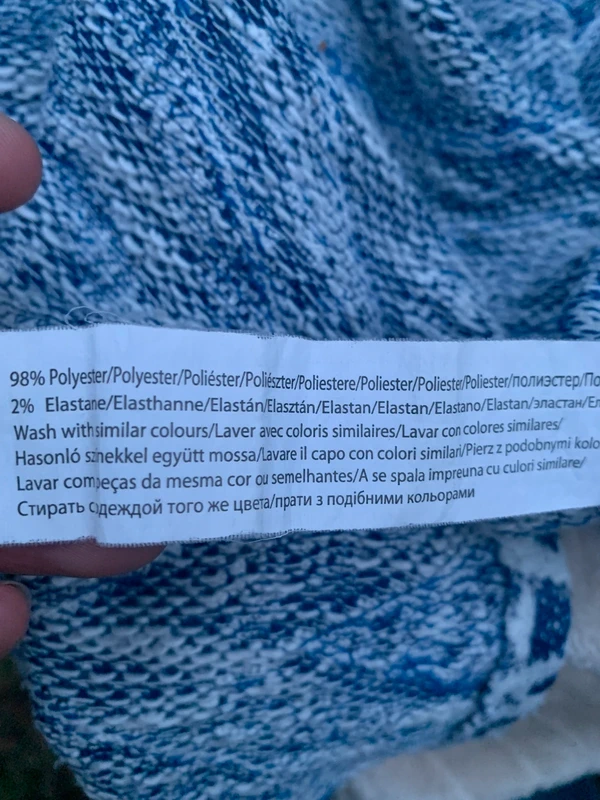 98% Polyester/Polyester/Poliéster/Poliészter/Poliestere/Poliester/Poliester/Poliester/полиэстер/По
2% Elastane/Elasthanne/Elastán/Elasztán/Elastan/Elastan/Elastano/Elastan/эластан/Ел
Wash with similar colours/Laver avec coloris similaires/Lavar con colores similares/
Hasonló szinekkel együtt mossa/Lavare il capo con colori similari/Pierz z podobnymi kolo
Lavar com peças da mesma cor ou semelhantes/A se spala impreuna cu culori similare/
Стирать с одеждой того же цвета/прати з подібними кольорами